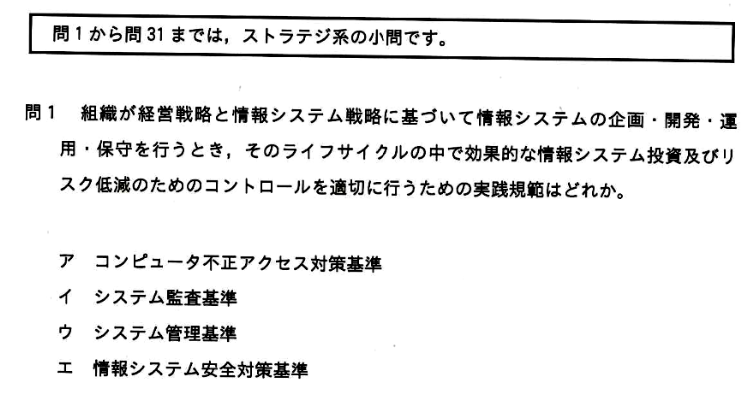 問1から問31までは，ストラテジ系の小問です。
問1 組織が経営戦略と情報システム戦略に基づいて情報システムの企画・開発・運
用・保守を行うとき，そのライフサイクルの中で効果的な情報システム投資及びリ
スク低減のためのコントロールを適切に行うための実践規範はどれか。
ア コンピュータ不正アクセス対策基準
イ システム監査基準
ウ システム管理基準
エ 情報システム安全対策基準